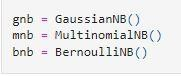 gnb = GaussianNB()
mnb = MultinomialNB()
bnb = BernoulliNB()